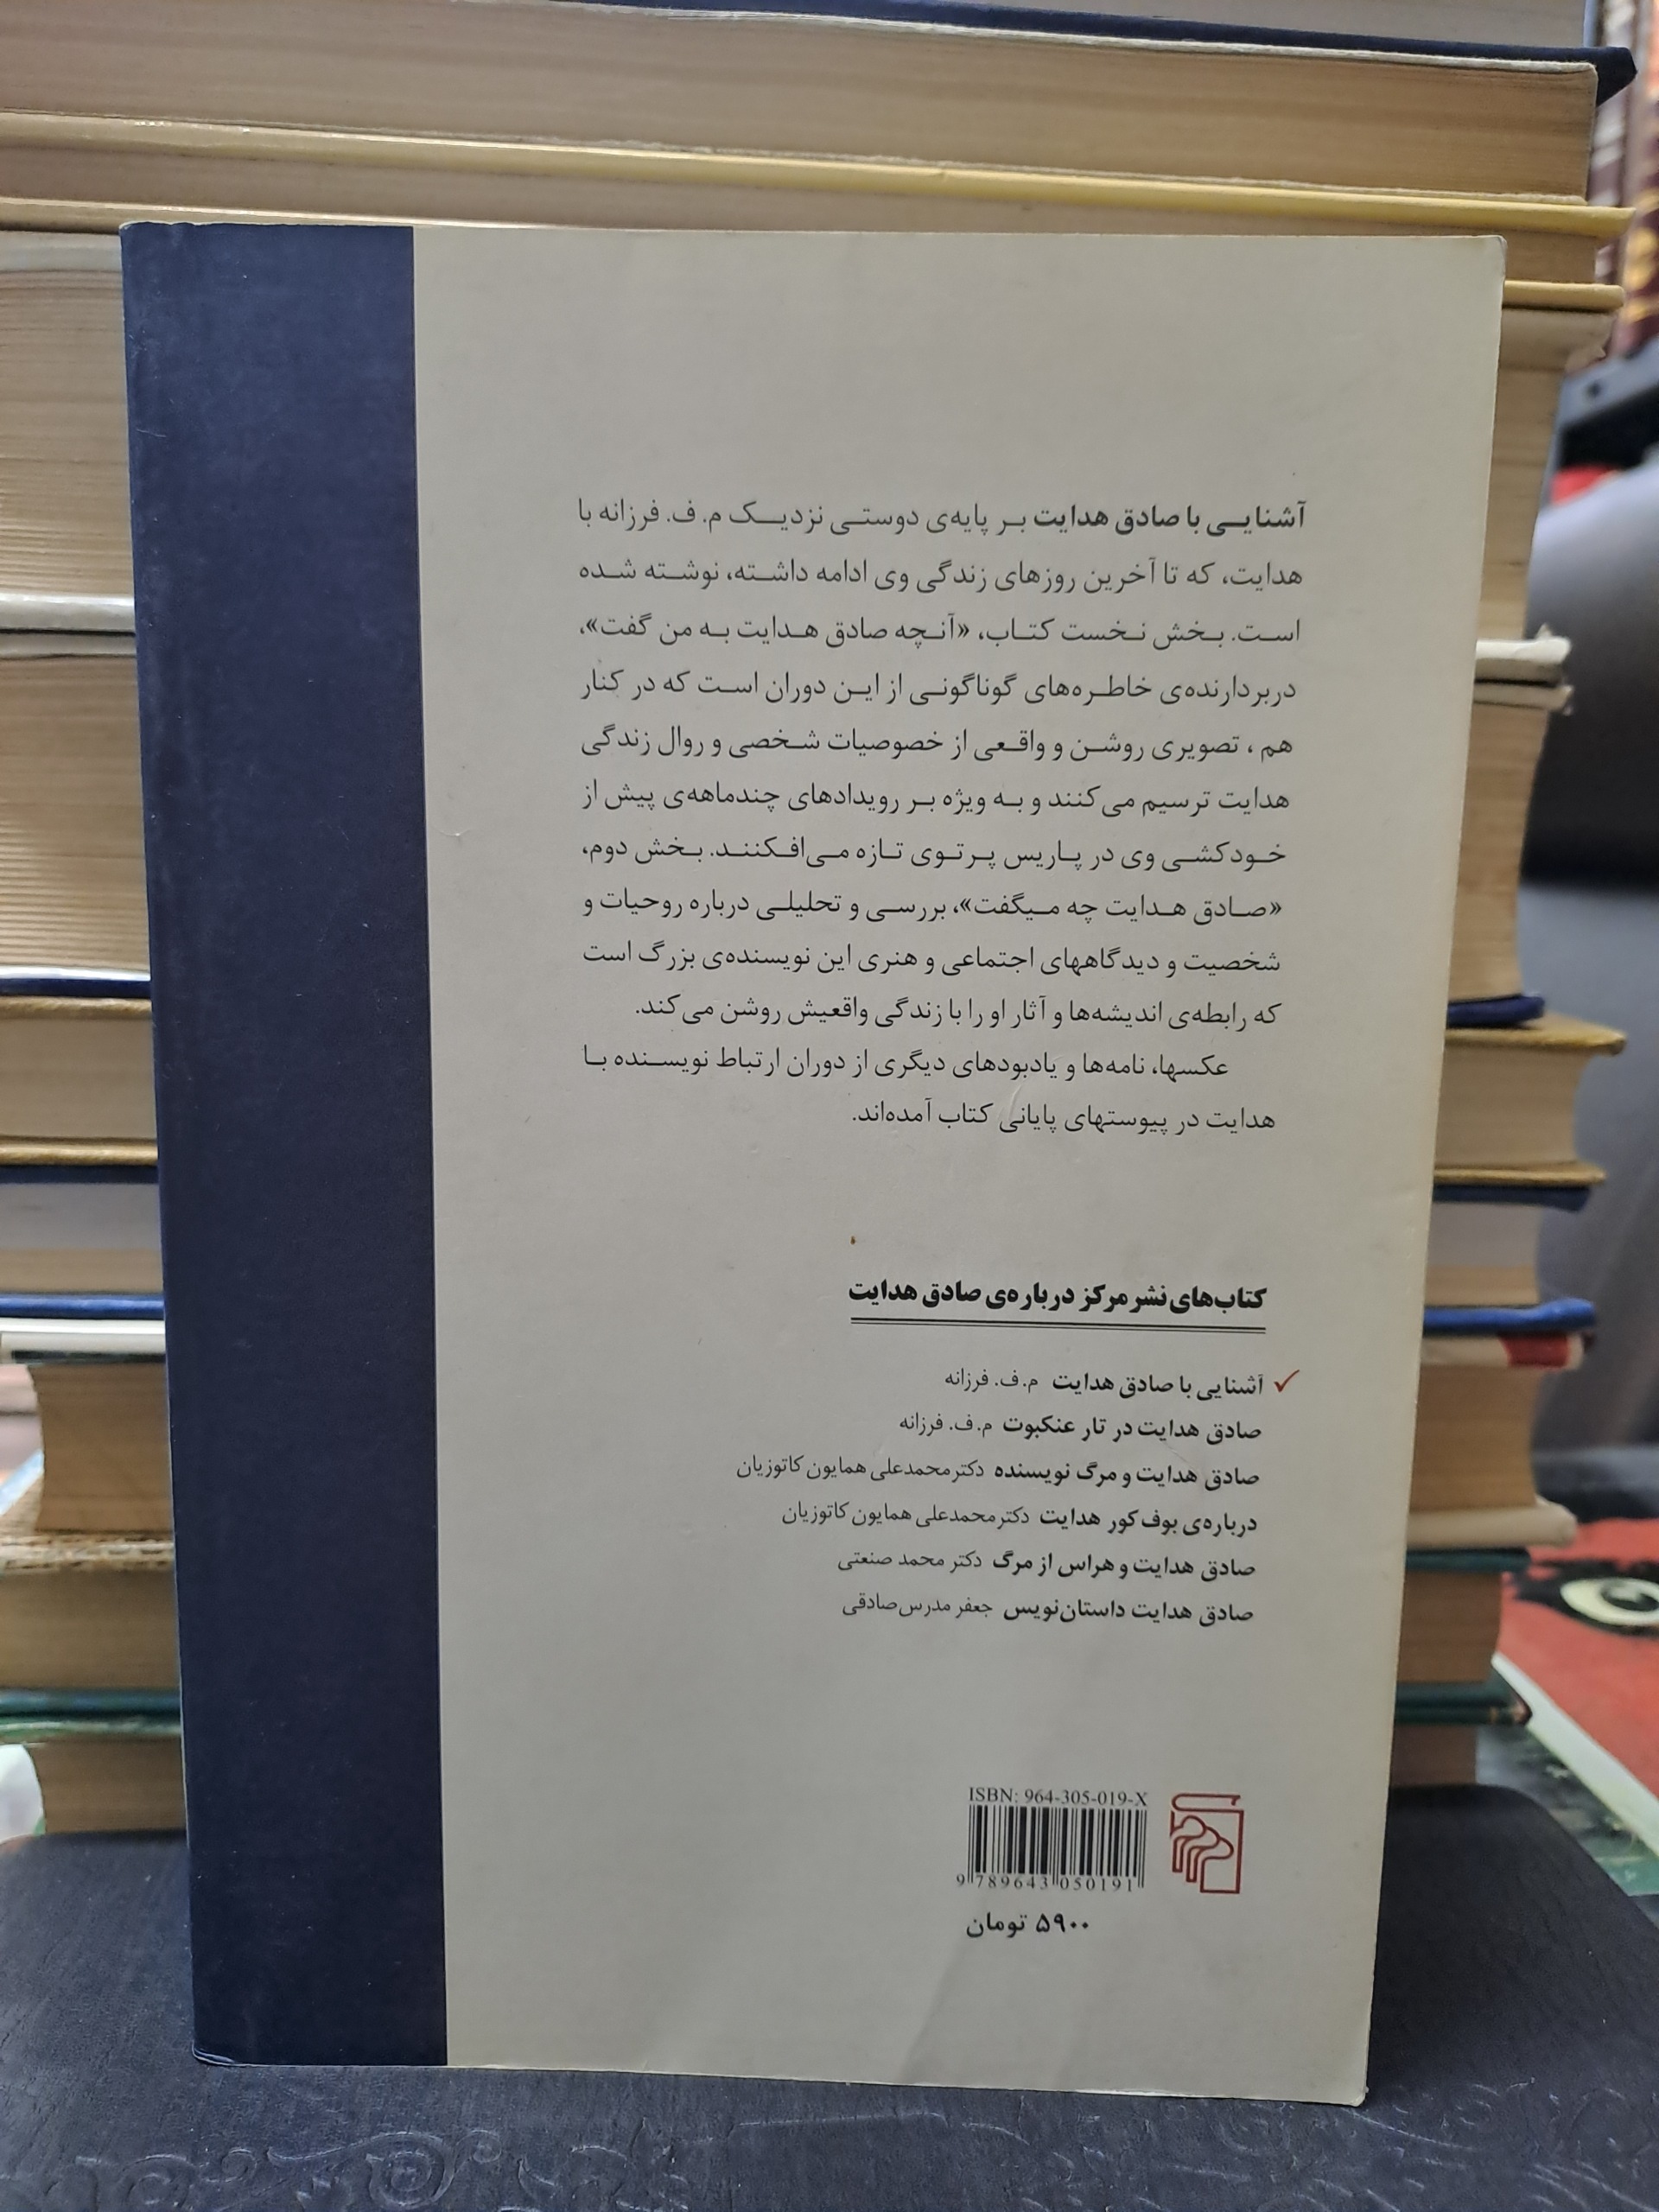 آشنایی با صادق هدایت بر پایه‌ی دوستی نزدیک م. ف. فرزانه با
هدایت، که تا آخرین روزهای زندگی وی ادامه داشته، نوشته شده
است. بخش نخست کتاب، «آنچه صادق هدایت به من گفت»،
دربردارنده‌ی خاطره‌های گوناگونی از این دوران است که در کنار
هم ، تصویری روشن و واقعی از خصوصیات شخصی و روال زندگی
هدایت ترسیم می‌کنند و به ویژه بر رویدادهای چندماهه‌ی پیش از
خودکشی وی در پاریس پرتوی تازه می‌افکنند. بخش دوم،
«صادق هدایت چه میگفت»، بررسی و تحلیلی درباره روحیات و
شخصیت و دیدگاههای اجتماعی و هنری این نویسنده‌ی بزرگ است
که رابطه‌ی اندیشه‌ها و آثار او را با زندگی واقعیش روشن می‌کند.
عکسها، نامه‌ها و یادبودهای دیگری از دوران ارتباط نویسنده با
هدایت در پیوستهای پایانی کتاب آمده‌اند.
کتاب‌های نشرمرکز درباره‌ی صادق هدایت
✓ آشنایی با صادق هدایت م. ف. فرزانه
صادق هدایت در تار عنکبوت م. ف. فرزانه
صادق هدایت و مرگ نویسنده دکتر محمدعلی همایون کاتوزیان
درباره‌ی بوف کور هدایت دکتر محمدعلی همایون کاتوزیان
صادق هدایت و هراس از مرگ دکتر محمد صنعتی
صادق هدایت داستان‌نویس جعفر مدرس‌صادقی
ISBN: 964-305-019-X
9 789643 050191
۵۹۰۰ تومان